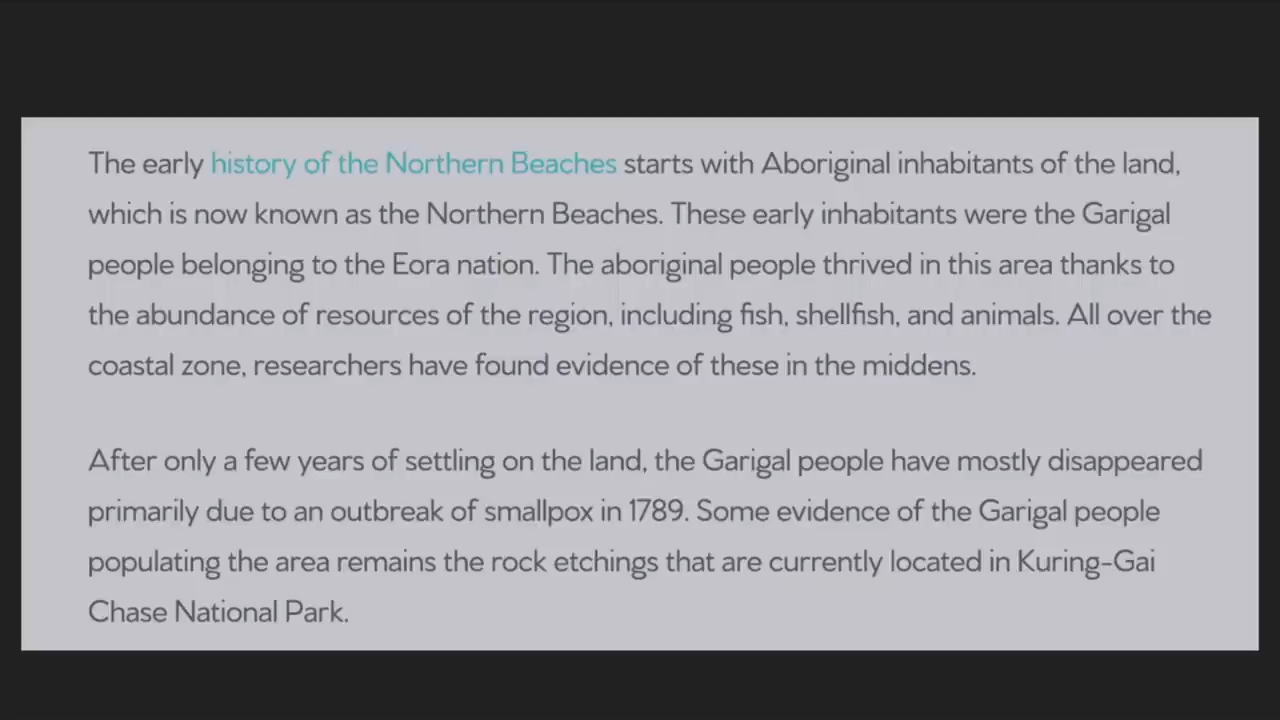 The early history of the Northern Beaches starts with Aboriginal inhabitants of the land,
which is now known as the Northern Beaches. These early inhabitants were the Garigal
people belonging to the Eora nation. The aboriginal people thrived in this area thanks to
the abundance of resources of the region, including fish, shellfish, and animals. All over the
coastal zone, researchers have found evidence of these in the middens.
After only a few years of settling on the land, the Garigal people have mostly disappeared
primarily due to an outbreak of smallpox in 1789. Some evidence of the Garigal people
populating the area remains the rock etchings that are currently located in Kuring-Gai
Chase National Park.